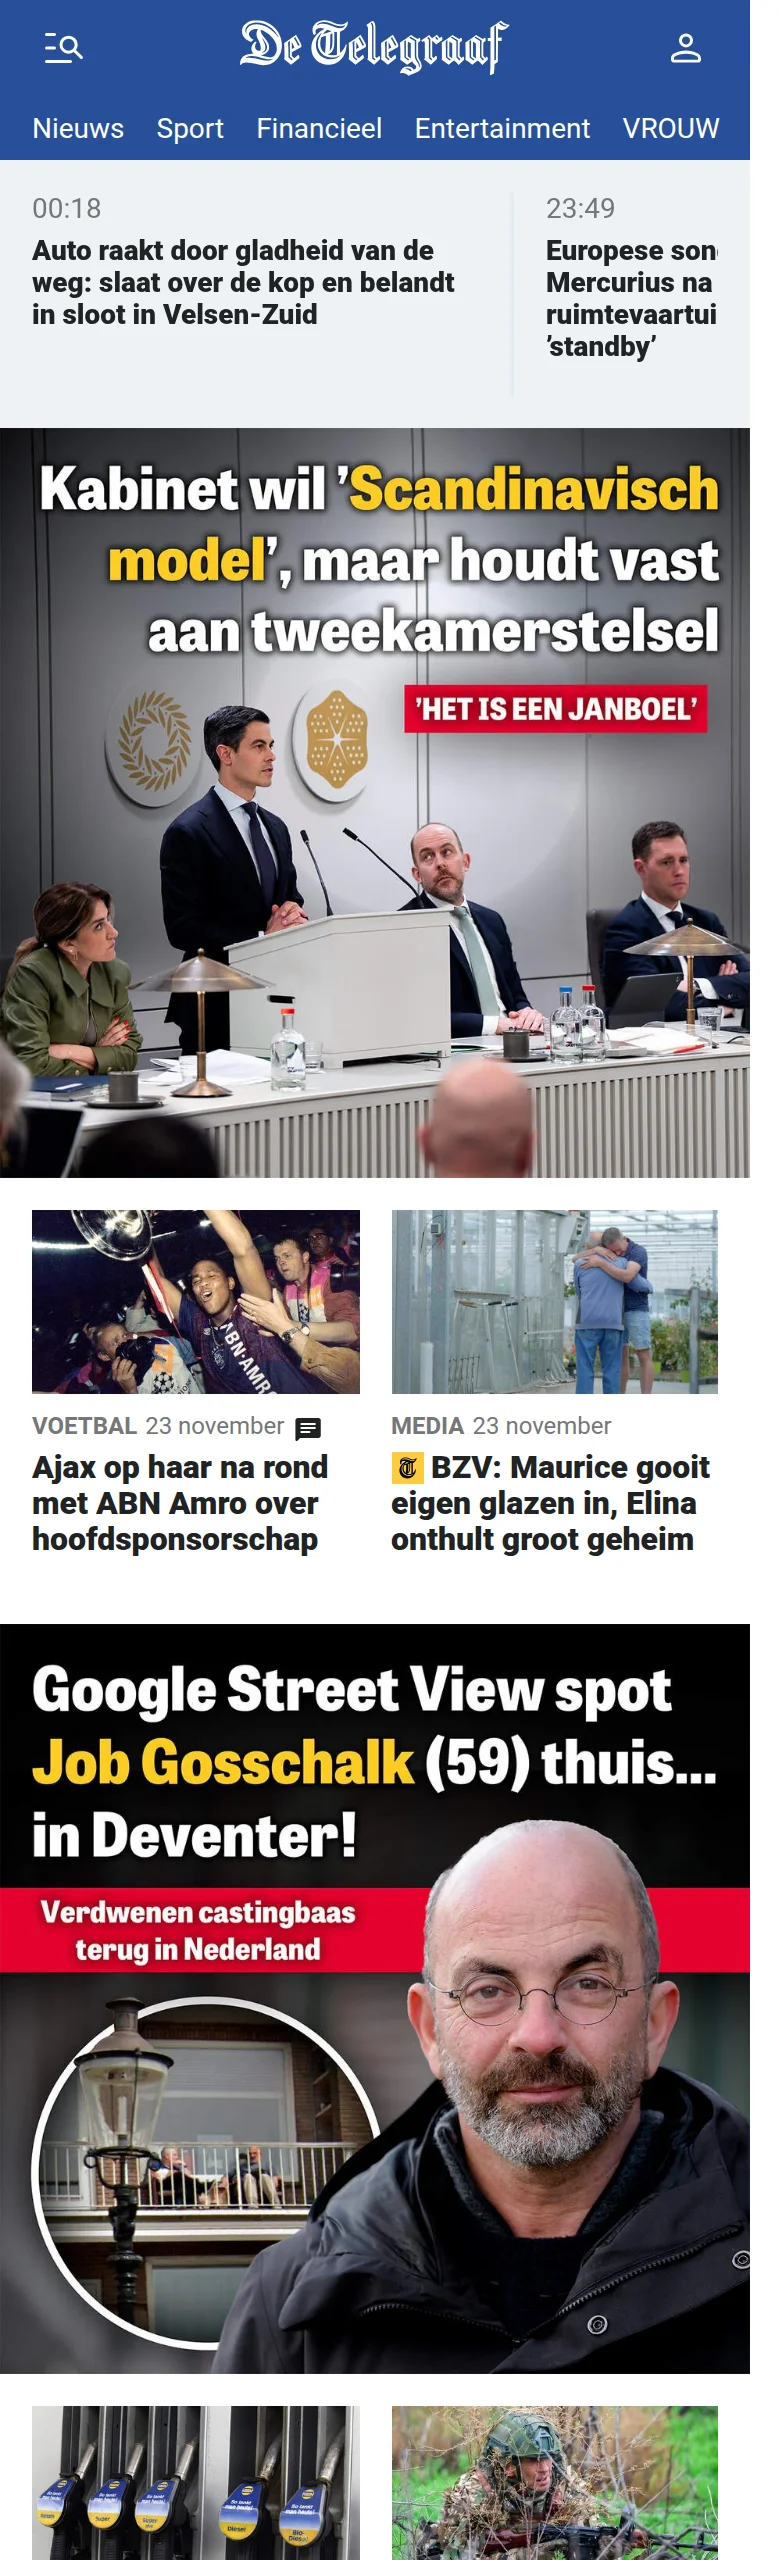 De Telegraaf
Nieuws Sport Financieel Entertainment VROUW
00:18
Auto raakt door gladheid van de
weg: slaat over de kop en belandt
in sloot in Velsen-Zuid
23:49
Europese son
Mercurius na
ruimtevaartui
’standby’
Kabinet wil ’Scandinavisch
model’, maar houdt vast
aan tweekamerstelsel
’HET IS EEN JANBOEL’
ABN·AMRO
VOETBAL 23 november
Ajax op haar na rond
met ABN Amro over
hoofdsponsorschap
MEDIA 23 november
T BZV: Maurice gooit
eigen glazen in, Elina
onthult groot geheim
Google Street View spot
Job Gosschalk (59) thuis...
in Deventer!
Verdwenen castingbaas
terug in Nederland
Super
Diesel